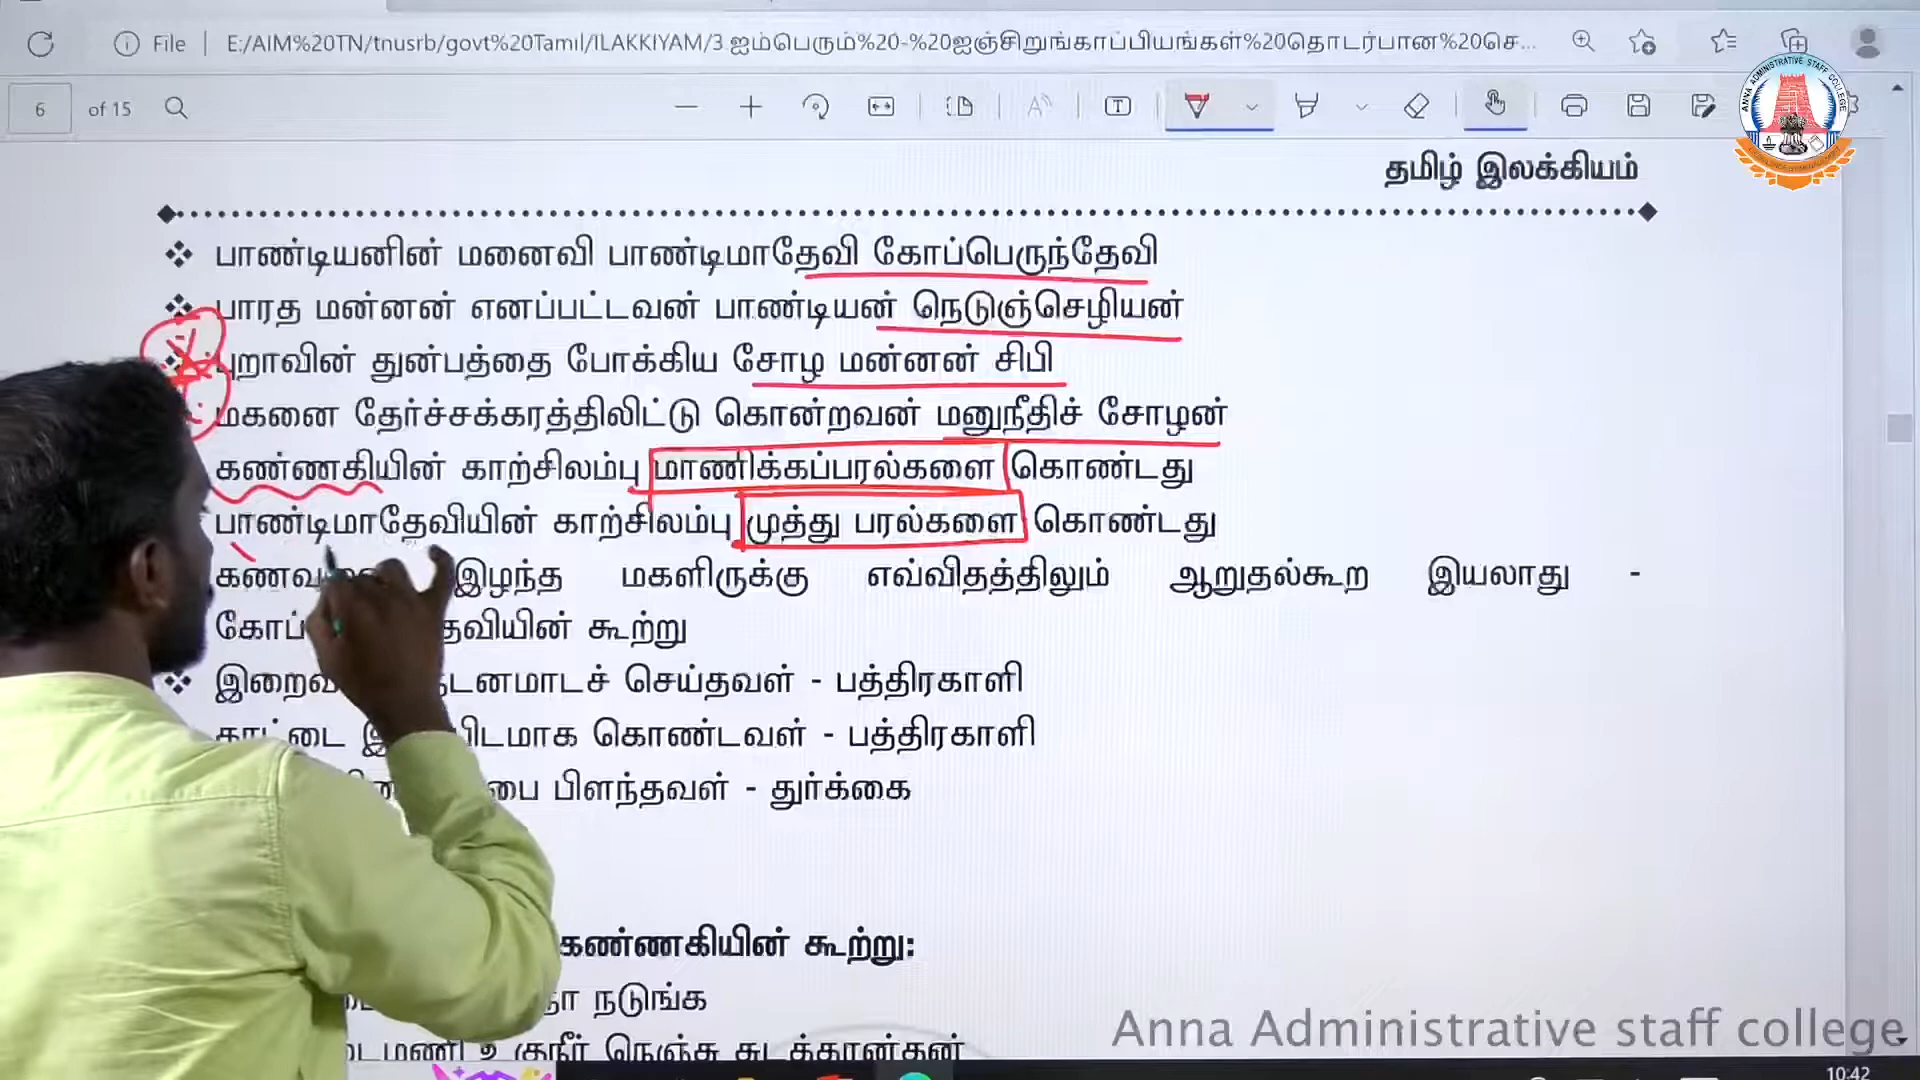 File | E:/AIM%20TN/tnusrb/govt%20Tamil/ILAKKIYAM/3.ஐம்பெரும்%20-%20ஐஞ்சிறுங்காப்பியங்கள்%20தொடர்பான%20செ...
6 of 15
ANNA ADMINISTRATIVE STAFF COLLEGE
தமிழ் இலக்கியம்
பாண்டியனின் மனைவி பாண்டிமாதேவி கோப்பெருந்தேவி
பாரத மன்னன் எனப்பட்டவன் பாண்டியன் நெடுஞ்செழியன்
புறாவின் துன்பத்தை போக்கிய சோழ மன்னன் சிபி
மகனை தேர்ச்சக்கரத்திலிட்டு கொன்றவன் மனுநீதிச் சோழன்
கண்ணகியின் காற்சிலம்பு மாணிக்கப்பரல்களை கொண்டது
பாண்டிமாதேவியின் காற்சிலம்பு முத்து பரல்களை கொண்டது
இழந்த மகளிருக்கு எவ்விதத்திலும் ஆறுதல்கூற இயலாது -
கூற்று
செய்தவள் - பத்திரகாளி
கொண்டவள் - பத்திரகாளி
பிளந்தவள் - துர்க்கை
கண்ணகியின் கூற்று:
நடுங்க
Anna Administrative staff college
10:42